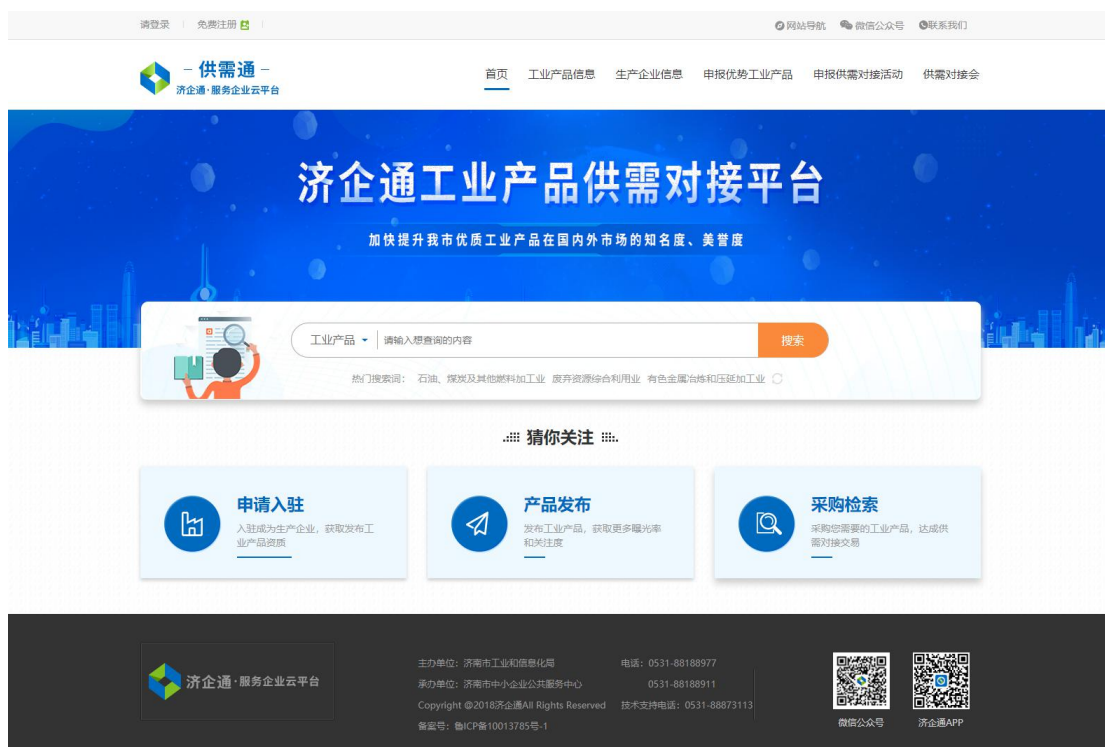 请登录 免费注册 网站导航 微信公众号 联系我们
- 供需通 -
济企通·服务企业云平台
首页 工业产品信息 生产企业信息 申报优势工业产品 申报供需对接活动 供需对接会
济企通工业产品供需对接平台
加快提升我市优质工业产品在国内外市场的知名度、美誉度
工业产品 请输入想查询的内容 搜索
热门搜索词： 石油、煤炭及其他燃料加工业 废弃资源综合利用业 有色金属冶炼和压延加工业
猜你关注
申请入驻
入驻成为生产企业，获取发布工
业产品资质
产品发布
发布工业产品，获取更多曝光率
和关注度
采购检索
采购您需要的工业产品，达成供
需对接交易
济企通·服务企业云平台
主办单位：济南市工业和信息化局 电话：0531-88188977
承办单位：济南市中小企业公共服务中心 0531-88188911
Copyright @2018济企通All Rights Reserved 技术支持电话：0531-88873113
备案号：鲁ICP备10013785号-1
微信公众号 济企通APP